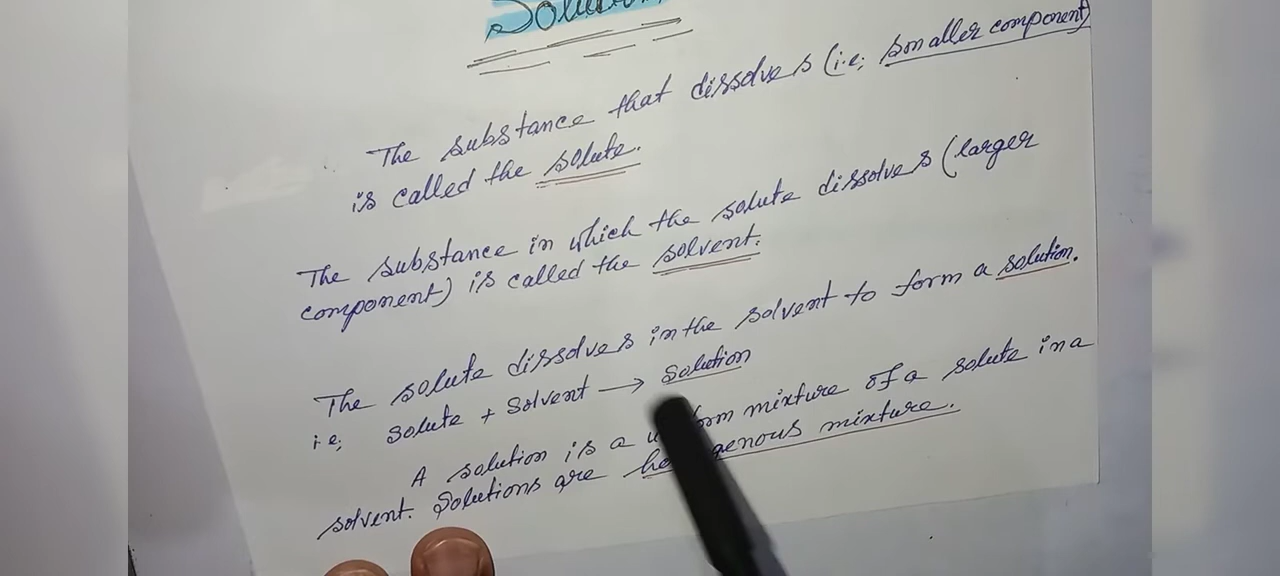 The substance that dissolves (i.e; smaller component)
is called the solute.
The substance in which the solute dissolves (larger
component) is called the solvent.
The solute dissolves in the solvent to form a solution.
i.e; solute + solvent → solution
A solution is a mixture of a solute in a
solvent. Solutions are mixture.